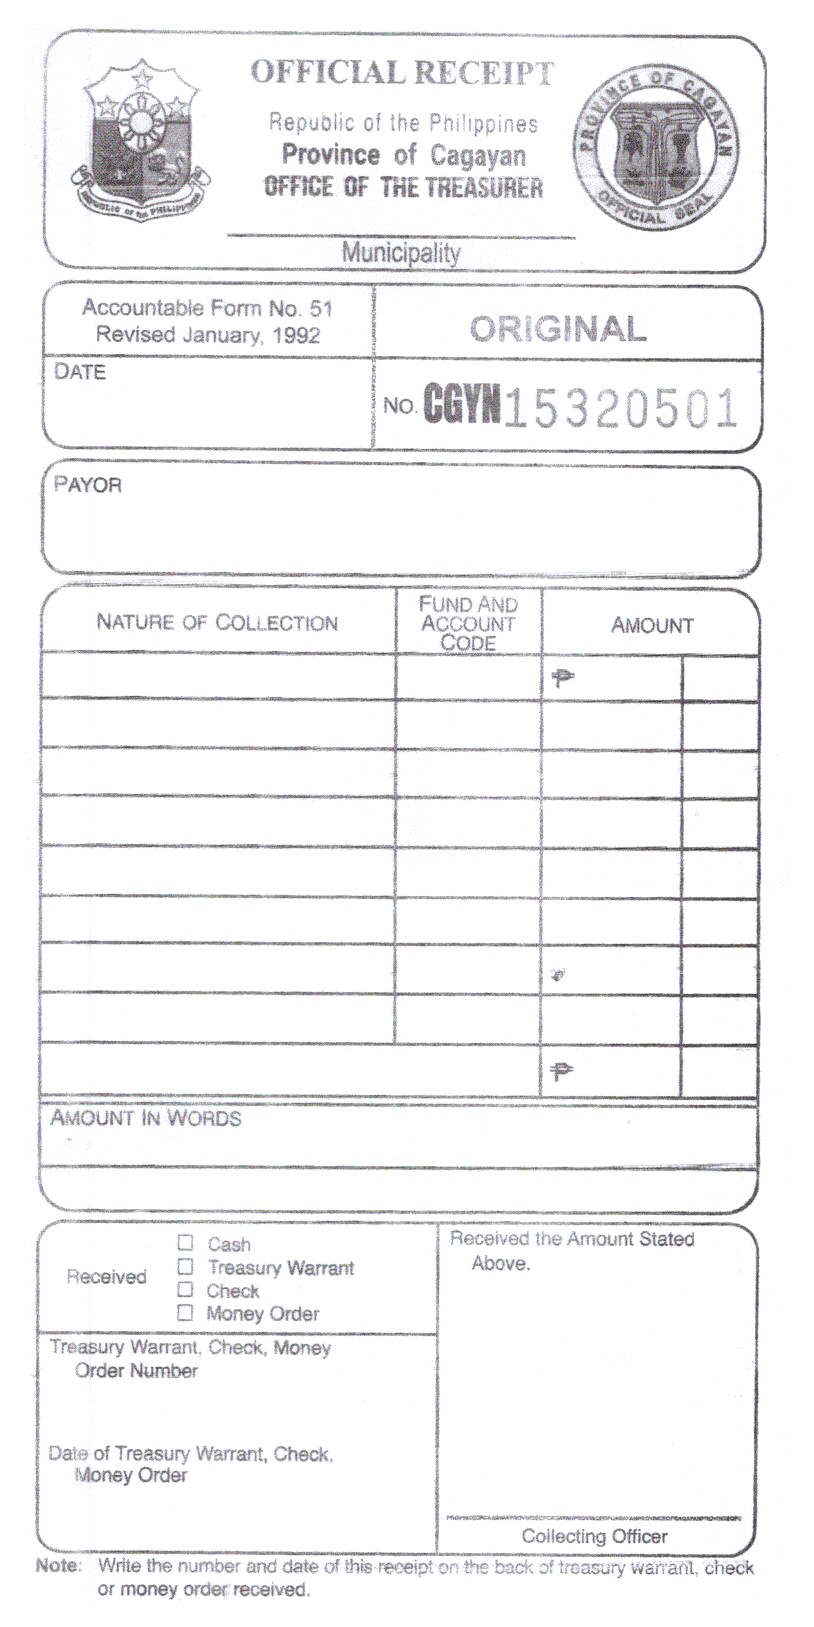 OFFICIAL RECEIPT
Republic of the Philippines
Province of Cagayan
OFFICE OF THE TREASURER
REPUBLIC OF THE PHILIPPINES
PROVINCE OF CAGAYAN
OFFICIAL SEAL
Municipality
Accountable Form No. 51
Revised January, 1992
ORIGINAL
DATE
NO. CGYN 15320501
PAYOR
NATURE OF COLLECTION
FUND AND
ACCOUNT
CODE
AMOUNT
₱
₱
AMOUNT IN WORDS
Received
☐ Cash
☐ Treasury Warrant
☐ Check
☐ Money Order
Received the Amount Stated
Above.
Treasury Warrant, Check, Money
Order Number
Date of Treasury Warrant, Check,
Money Order
Collecting Officer
Note: Write the number and date of this receipt on the back of treasury warrant, check
or money order received.